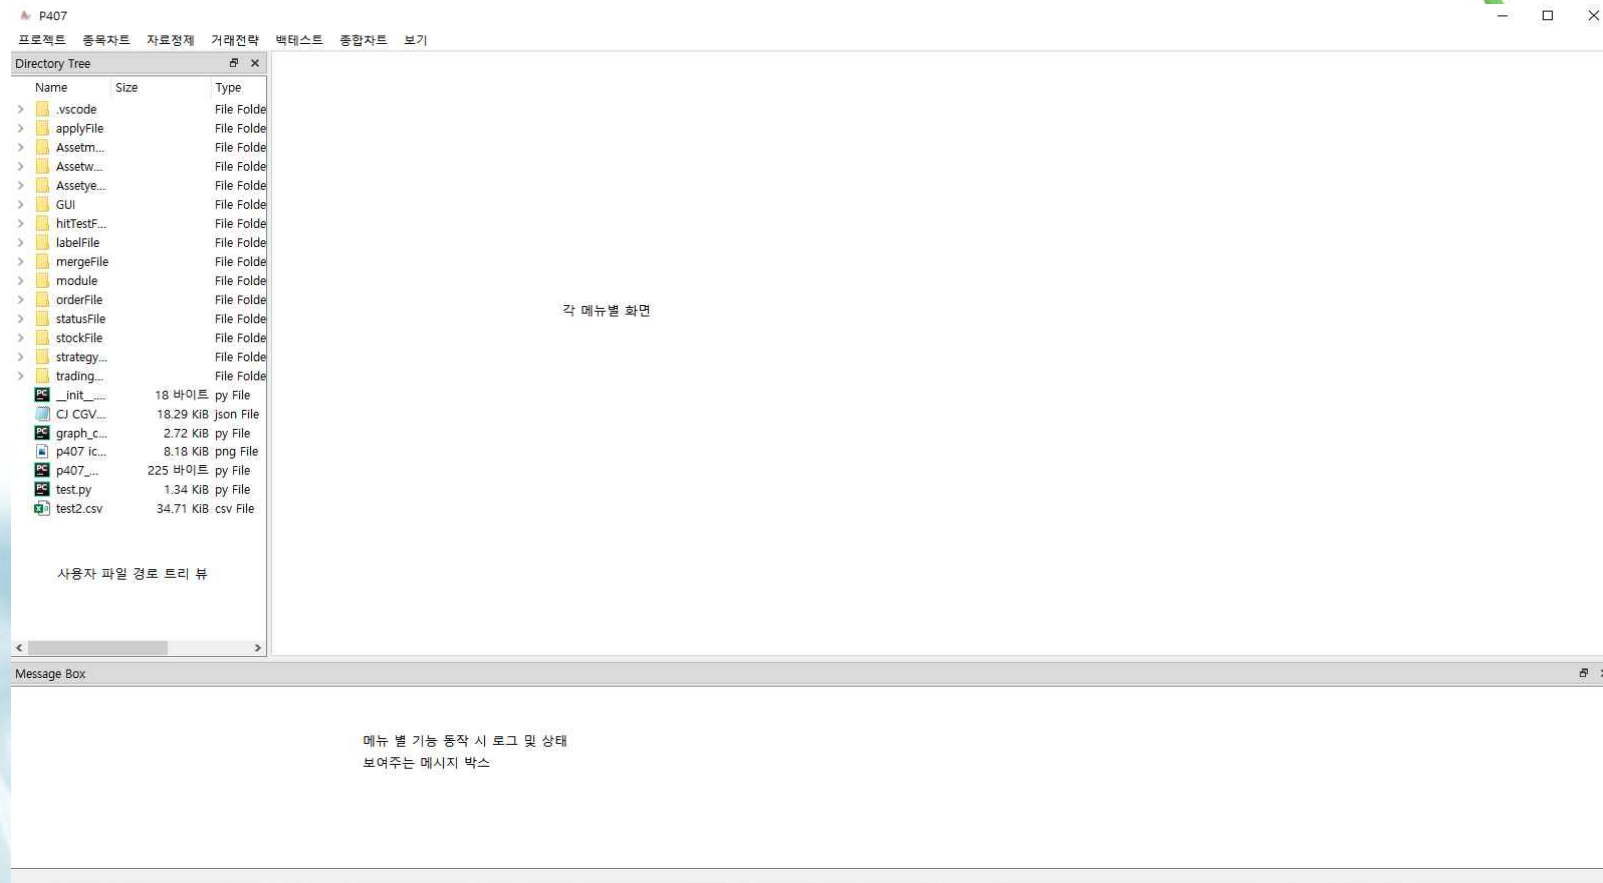 P407
프로젝트 종목차트 자료정제 거래전략 백테스트 종합차트 보기
Directory Tree
Name Size Type
.vscode File Folde
applyFile File Folde
Assetm... File Folde
Assetw... File Folde
Assetye... File Folde
GUI File Folde
hitTestF... File Folde
labelFile File Folde
mergeFile File Folde
module File Folde
orderFile File Folde
statusFile File Folde
stockFile File Folde
strategy... File Folde
trading... File Folde
__init__.... 18 바이트 py File
CJ CGV... 18.29 KiB json File
graph_c... 2.72 KiB py File
p407 ic... 8.18 KiB png File
p407_... 225 바이트 py File
test.py 1.34 KiB py File
test2.csv 34.71 KiB csv File
사용자 파일 경로 트리 뷰
각 메뉴별 화면
Message Box
메뉴 별 기능 동작 시 로그 및 상태
보여주는 메시지 박스